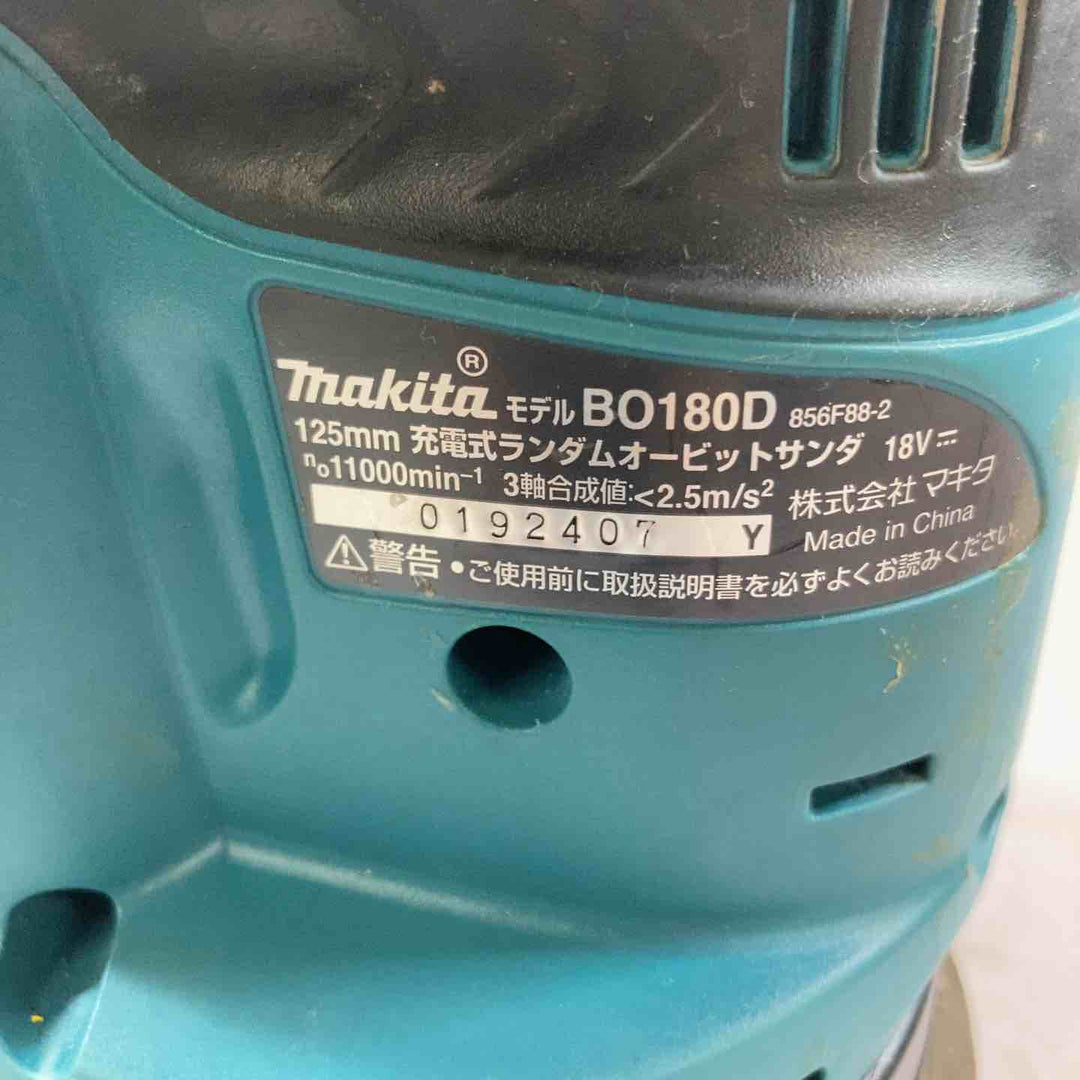 makita® モデル BO180D 856F88-2
125mm 充電式ランダムオービットサンダ 18V⎓
n₀11000min⁻¹ 3軸合成値:<2.5m/s² 株式会社 マキタ
0192407 Y Made in China
⚠警告 •ご使用前に取扱説明書を必ずよくお読みください。